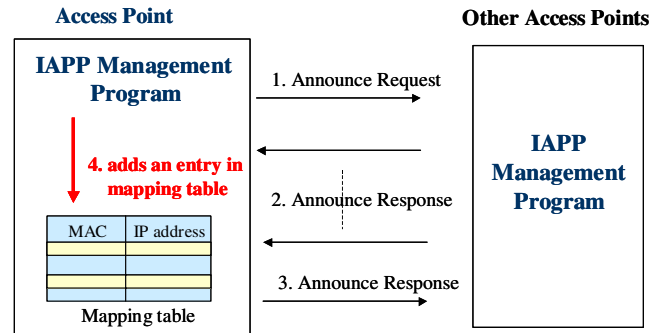 Access Point
Other Access Points
IAPP Management
Program
1. Announce Request
4. adds an entry in
mapping table
IAPP
Management
Program
2. Announce Response
MAC
IP address
3. Announce Response
Mapping table